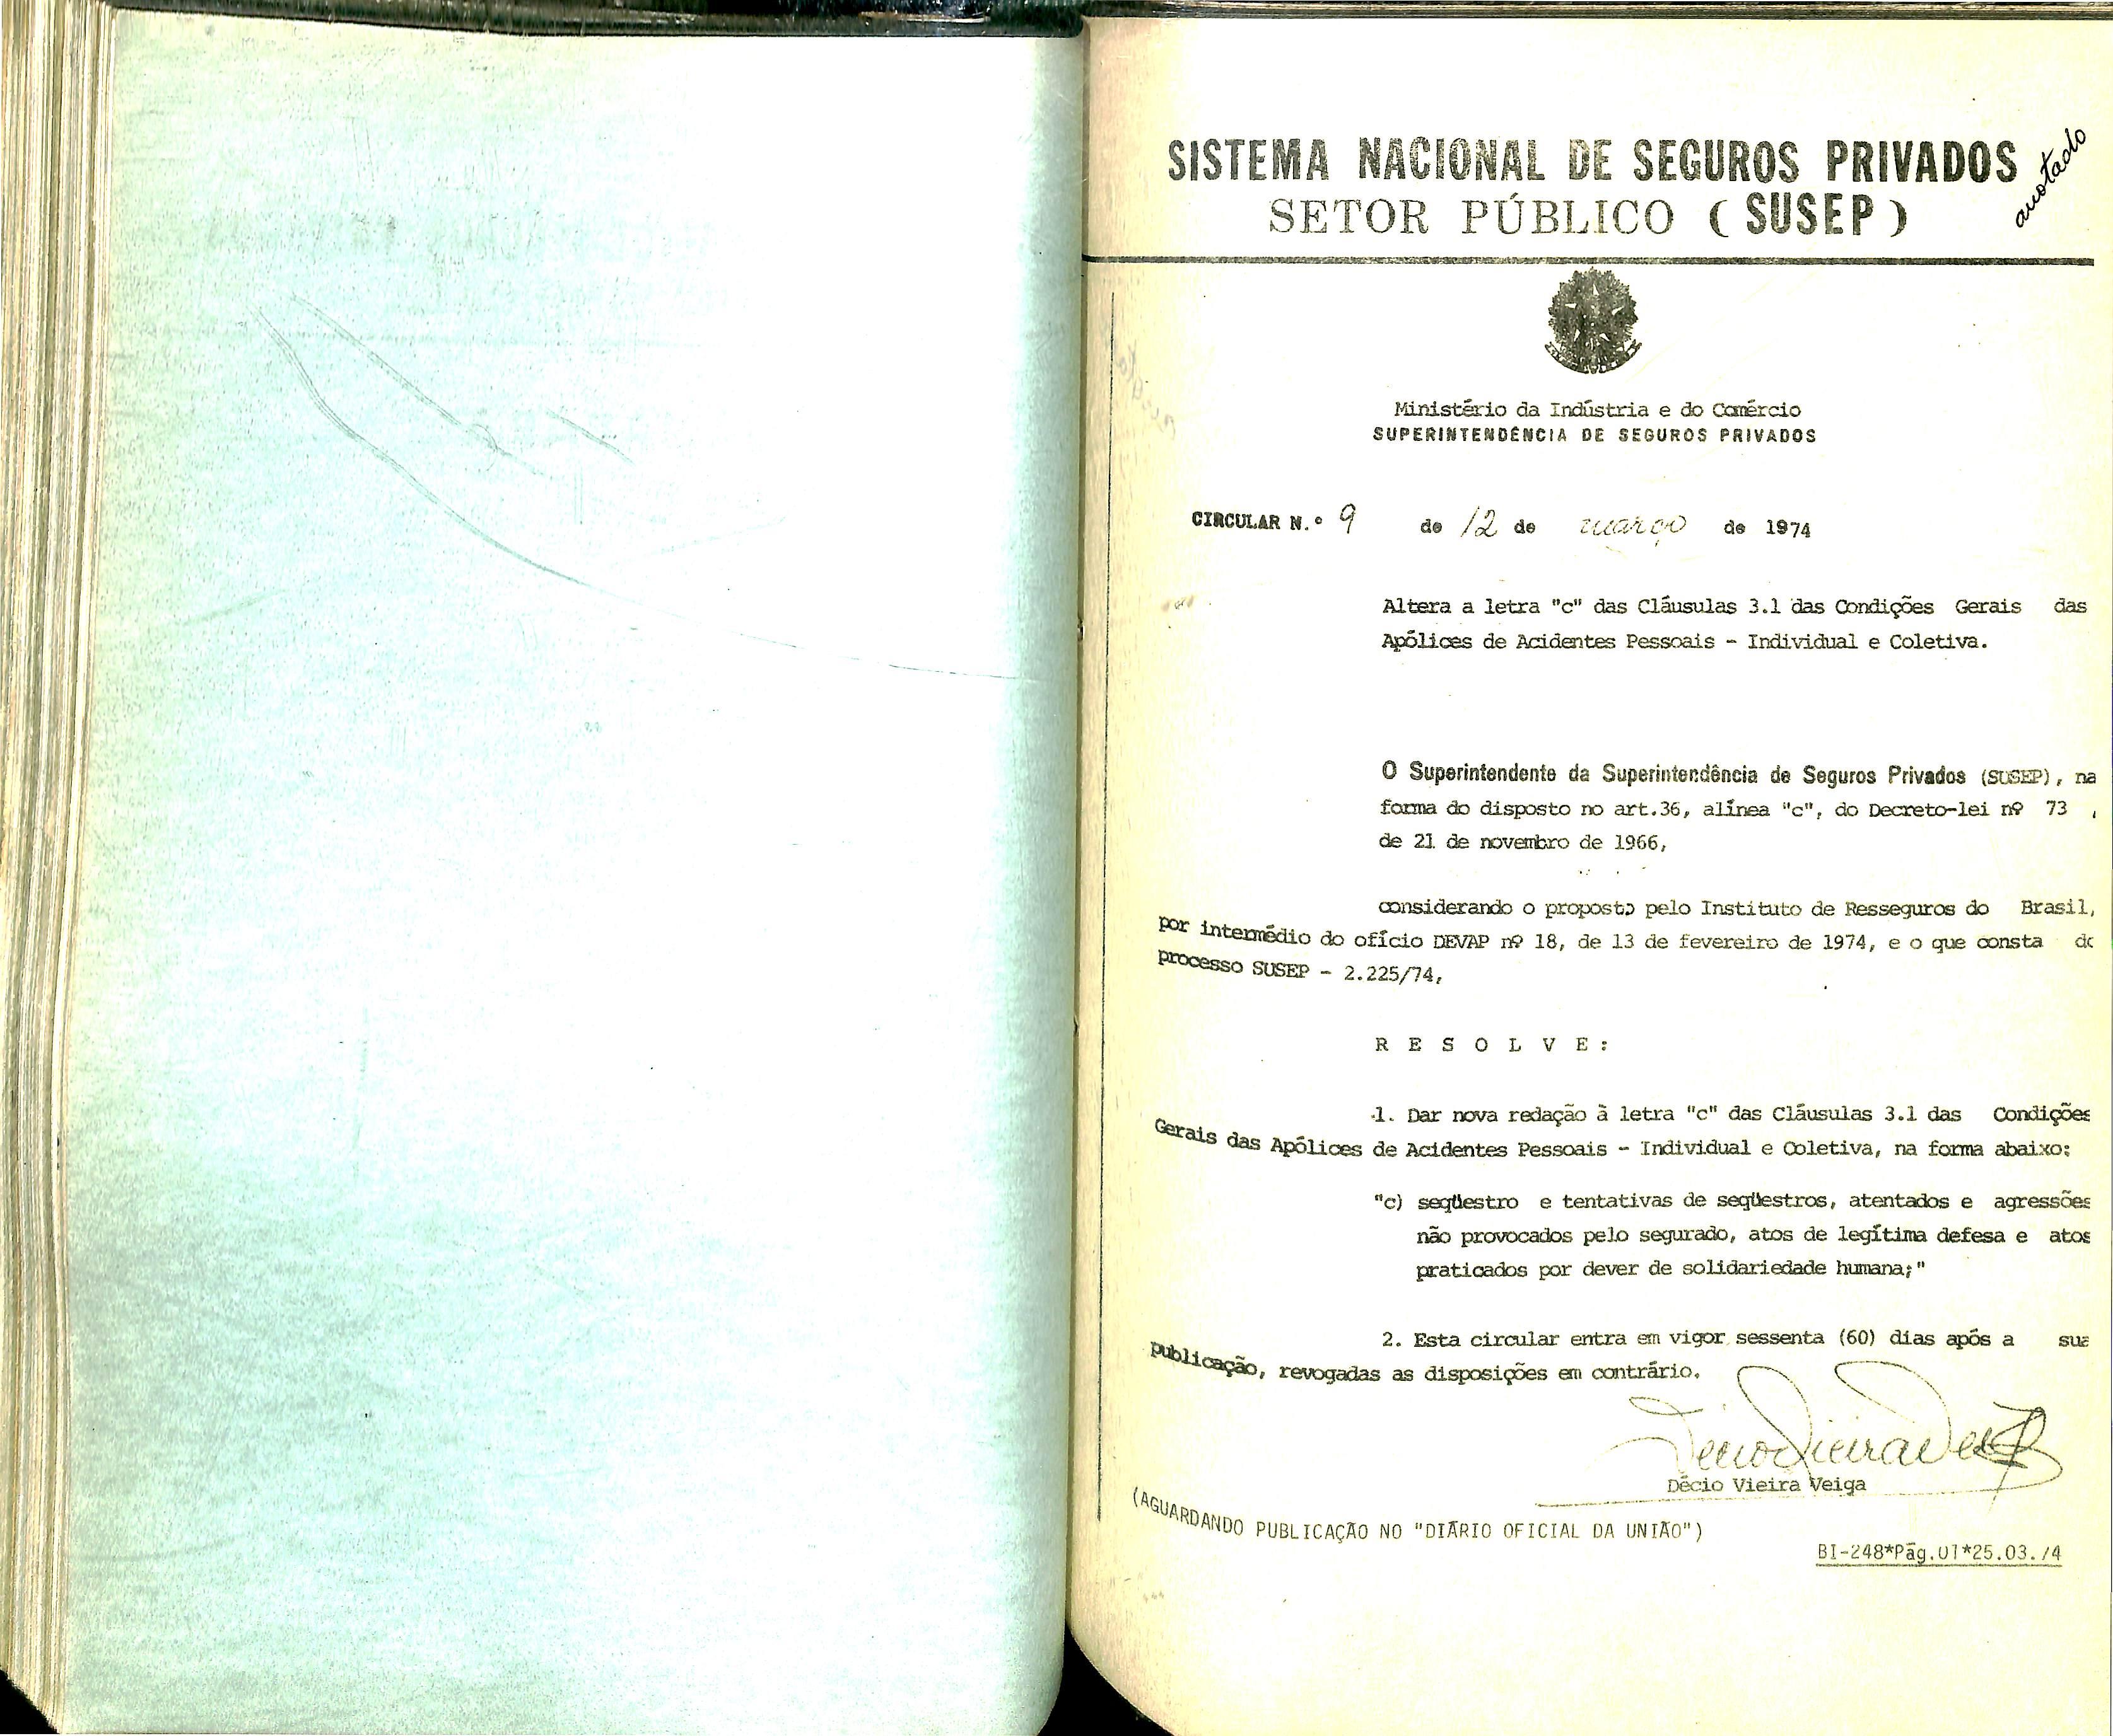 SISTEMA NACIONAL DE SEGUROS PRIVADOS
anotado
SETOR PÚBLICO ( SUSEP )
Ministério da Indústria e do Comércio
SUPERINTENDÊNCIA DE SEGUROS PRIVADOS
CIRCULAR N.º 9 de 12 de março de 1974
Altera a letra "c" das Cláusulas 3.1 das Condições Gerais das
Apólices de Acidentes Pessoais - Individual e Coletiva.
O Superintendente da Superintendência de Seguros Privados (SUSEP), na
forma do disposto no art.36, alínea "c", do Decreto-lei nº 73 ,
de 21 de novembro de 1966,
considerando o proposto pelo Instituto de Resseguros do Brasil,
por intermédio do ofício DEVAP nº 18, de 13 de fevereiro de 1974, e o que consta do
processo SUSEP - 2.225/74,
R E S O L V E :
1. Dar nova redação à letra "c" das Cláusulas 3.1 das Condições
Gerais das Apólices de Acidentes Pessoais - Individual e Coletiva, na forma abaixo:
"c) seqüestro e tentativas de seqüestros, atentados e agressões
não provocados pelo segurado, atos de legítima defesa e atos
praticados por dever de solidariedade humana;"
2. Esta circular entra em vigor sessenta (60) dias após a sua
publicação, revogadas as disposições em contrário.
Décio Vieira Veiga
Décio Vieira Veiga
(AGUARDANDO PUBLICAÇÃO NO "DIÁRIO OFICIAL DA UNIÃO")
BI-248*Pág.01*25.03.74